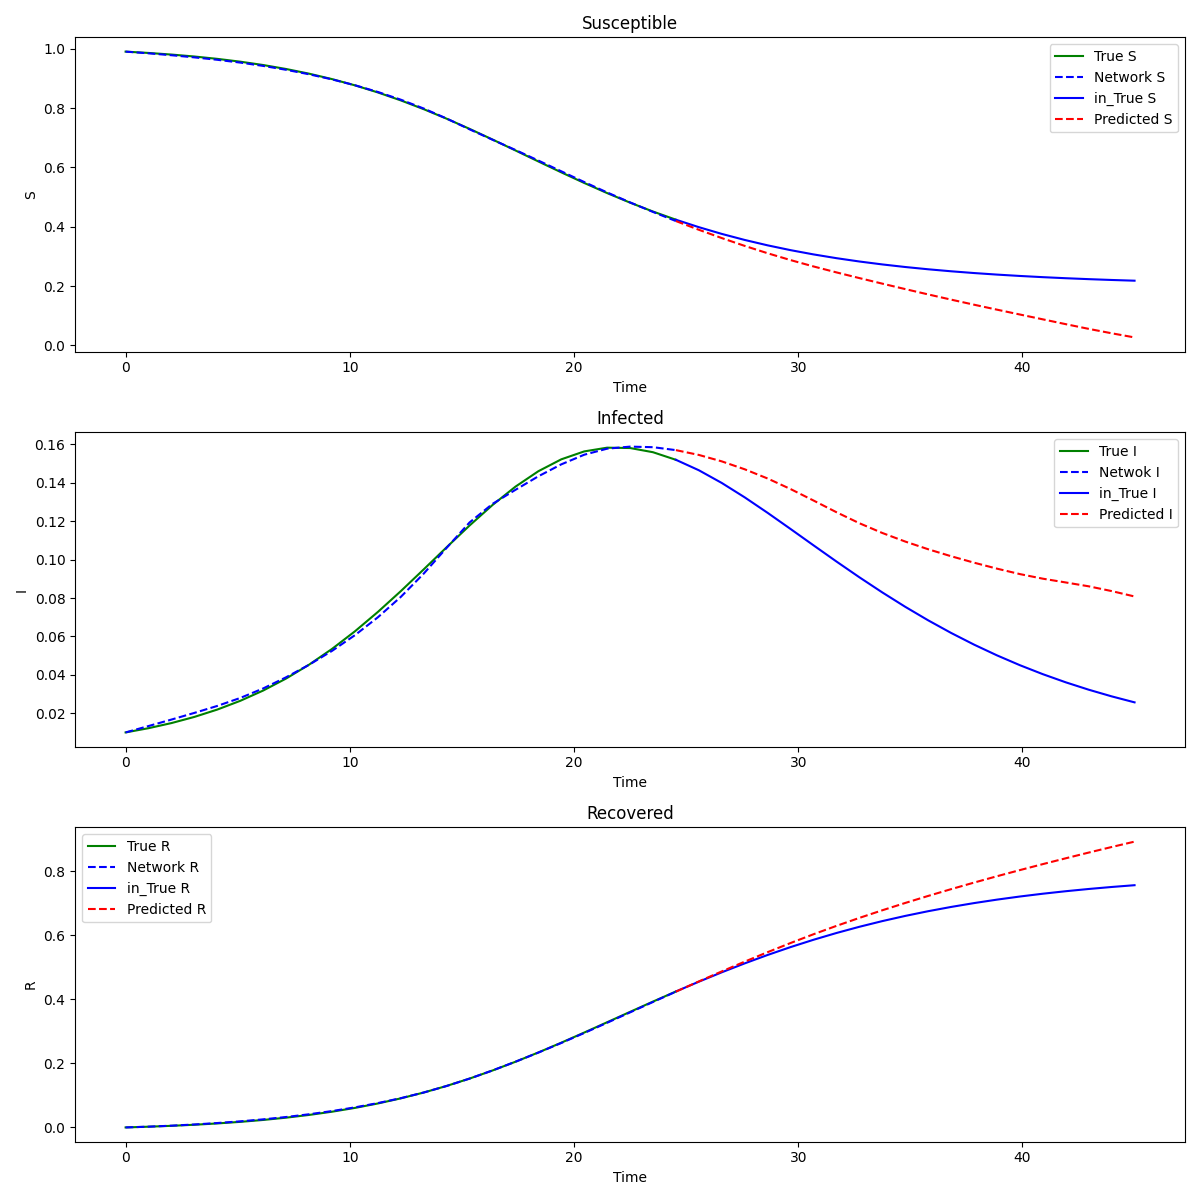 Susceptible
1.0
0.8
0.6
0.4
0.2
0.0
S
True S
Network S
in_True S
Predicted S
0 10 20 30 40
Time
Infected
0.16
0.14
0.12
0.10
0.08
0.06
0.04
0.02
I
True I
Netwok I
in_True I
Predicted I
0 10 20 30 40
Time
Recovered
0.8
0.6
0.4
0.2
0.0
R
True R
Network R
in_True R
Predicted R
0 10 20 30 40
Time